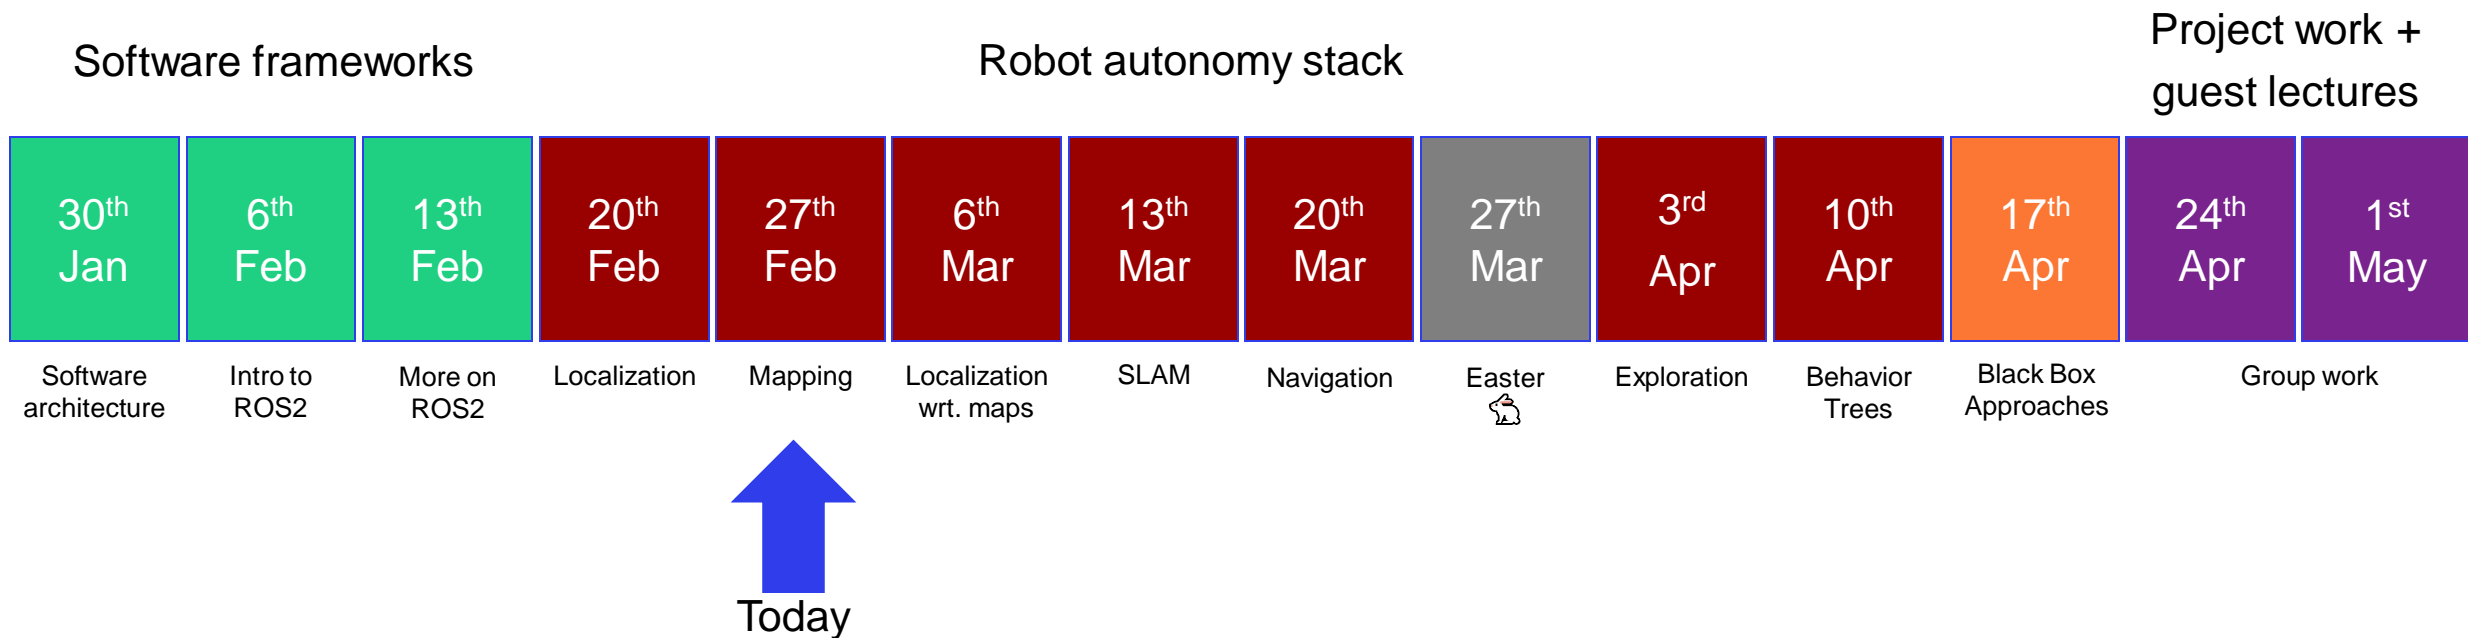 Software frameworks
Robot autonomy stack
Project work +
guest lectures
30th
Jan
6th
Feb
13th
Feb
20th
Feb
27th
Feb
6th
Mar
13th
Mar
20th
Mar
27th
Mar
3rd
Apr
10th
Apr
17th
Apr
24th
Apr
1st
May
Software
architecture
Intro to
ROS2
More on
ROS2
Localization
Mapping
Localization
wrt. maps
SLAM
Navigation
Easter
Exploration
Behavior
Trees
Black Box
Approaches
Group work
Today